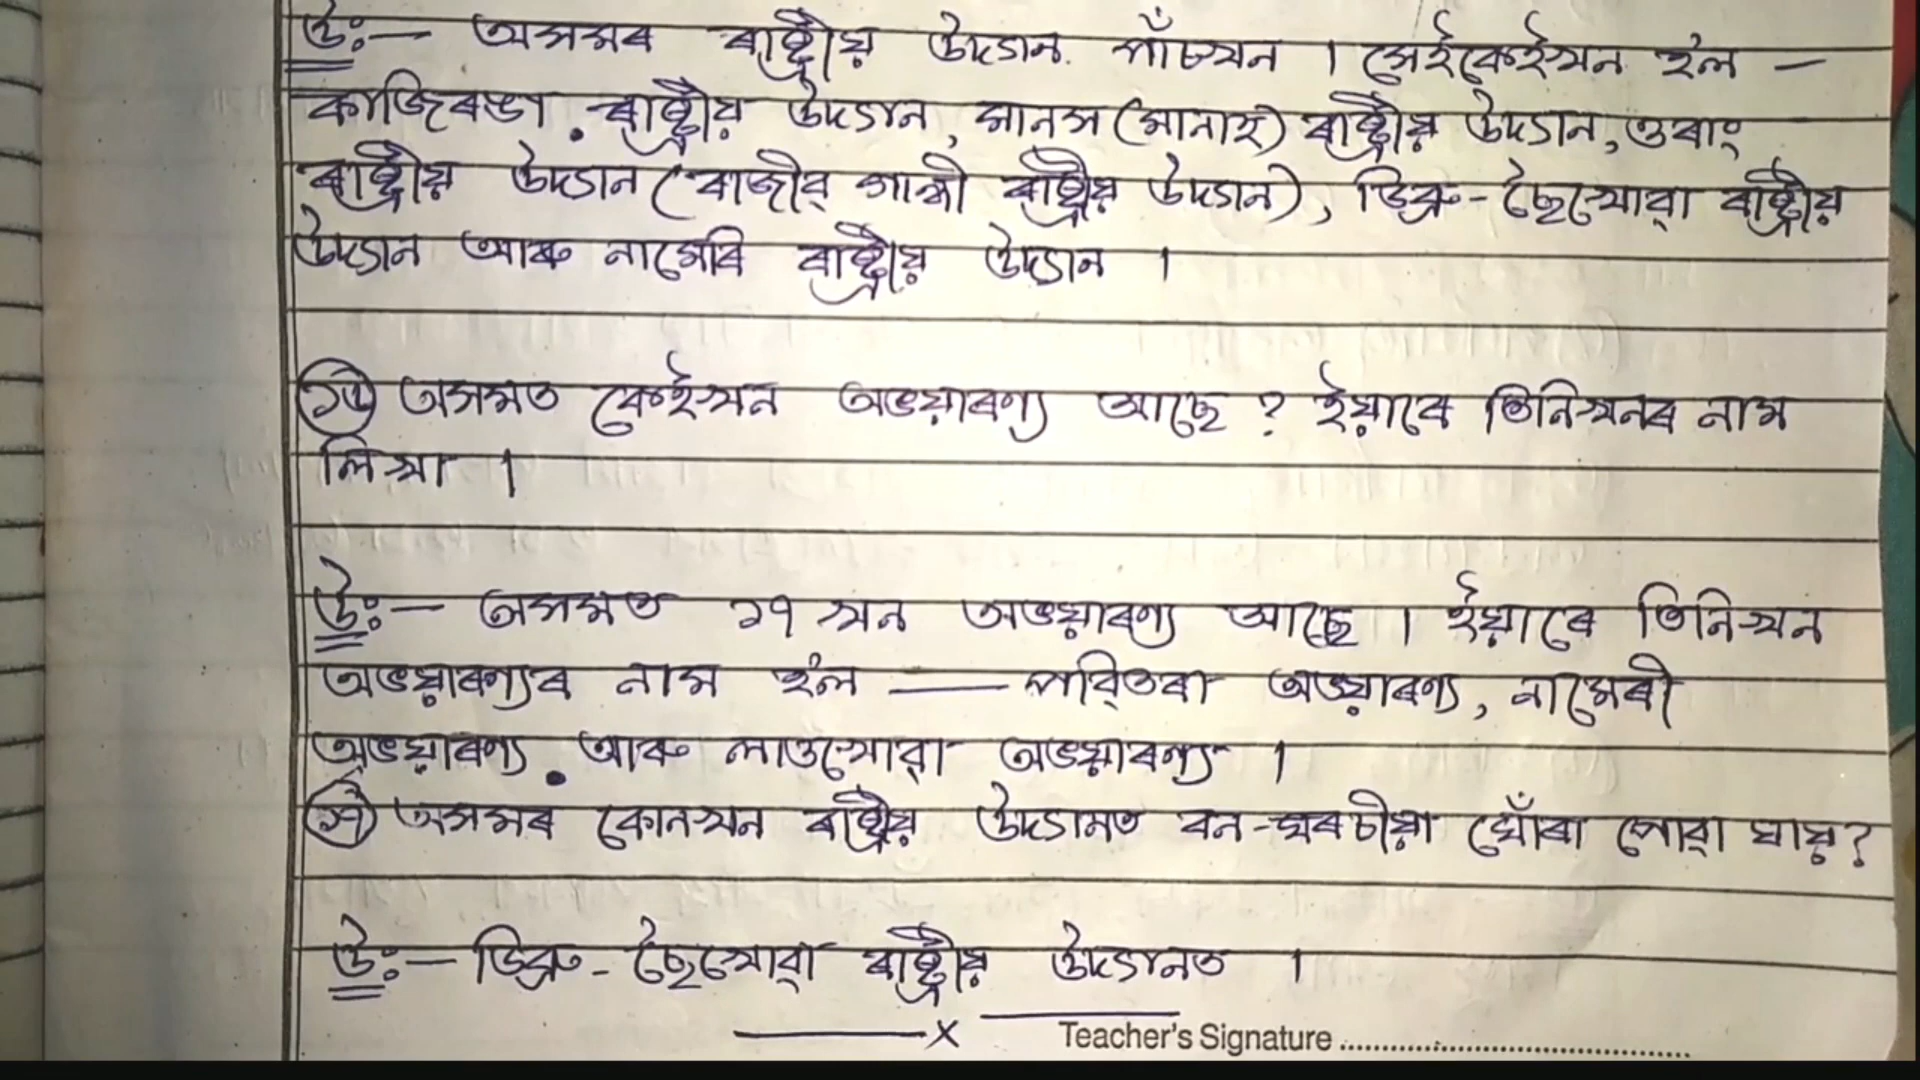 উঃ— অসমৰ ৰাষ্ট্ৰীয় উদ্যান পাঁচখন । সেইকেইখন হ'ল —
কাজিৰঙা ৰাষ্ট্ৰীয় উদ্যান, মানস (মানাহ) ৰাষ্ট্ৰীয় উদ্যান, ওৰাং
ৰাষ্ট্ৰীয় উদ্যান (ৰাজীৱ গান্ধী ৰাষ্ট্ৰীয় উদ্যান), ডিব্ৰু-ছৈখোৱা ৰাষ্ট্ৰীয়
উদ্যান আৰু নামেৰি ৰাষ্ট্ৰীয় উদ্যান ।
১৬ অসমত কেইখন অভয়াৰণ্য আছে ? ইয়াৰে তিনিখনৰ নাম
লিখা ।
উঃ— অসমত ১৭ খন অভয়াৰণ্য আছে । ইয়াৰে তিনিখন
অভয়াৰণ্যৰ নাম হ'ল — পবিতৰা অভয়াৰণ্য, নামেৰী
অভয়াৰণ্য আৰু লাওখোৱা অভয়াৰণ্য ।
১৭ অসমৰ কোনখন ৰাষ্ট্ৰীয় উদ্যানত বন-ঘৰচীয়া ঘোঁৰা পোৱা যায়?
উঃ— ডিব্ৰু-ছৈখোৱা ৰাষ্ট্ৰীয় উদ্যানত ।
—x—
Teacher's Signature ..............................